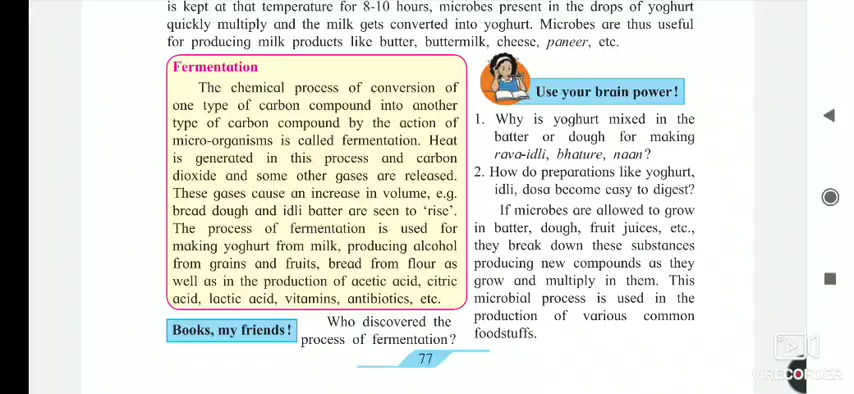 is kept at that temperature for 8-10 hours, microbes present in the drops of yoghurt
quickly multiply and the milk gets converted into yoghurt. Microbes are thus useful
for producing milk products like butter, buttermilk, cheese, paneer, etc.
Fermentation
The chemical process of conversion of
one type of carbon compound into another
type of carbon compound by the action of
micro-organisms is called fermentation. Heat
is generated in this process and carbon
dioxide and some other gases are released.
These gases cause an increase in volume, e.g.
bread dough and idli batter are seen to ‘rise’.
The process of fermentation is used for
making yoghurt from milk, producing alcohol
from grains and fruits, bread from flour as
well as in the production of acetic acid, citric
acid, lactic acid, vitamins, antibiotics, etc.
Books, my friends !
Who discovered the
process of fermentation?
Use your brain power !
1. Why is yoghurt mixed in the
batter or dough for making
rava-idli, bhature, naan?
2. How do preparations like yoghurt,
idli, dosa become easy to digest?
If microbes are allowed to grow
in batter, dough, fruit juices, etc.,
they break down these substances
producing new compounds as they
grow and multiply in them. This
microbial process is used in the
production of various common
foodstuffs.
77
V RECORDER